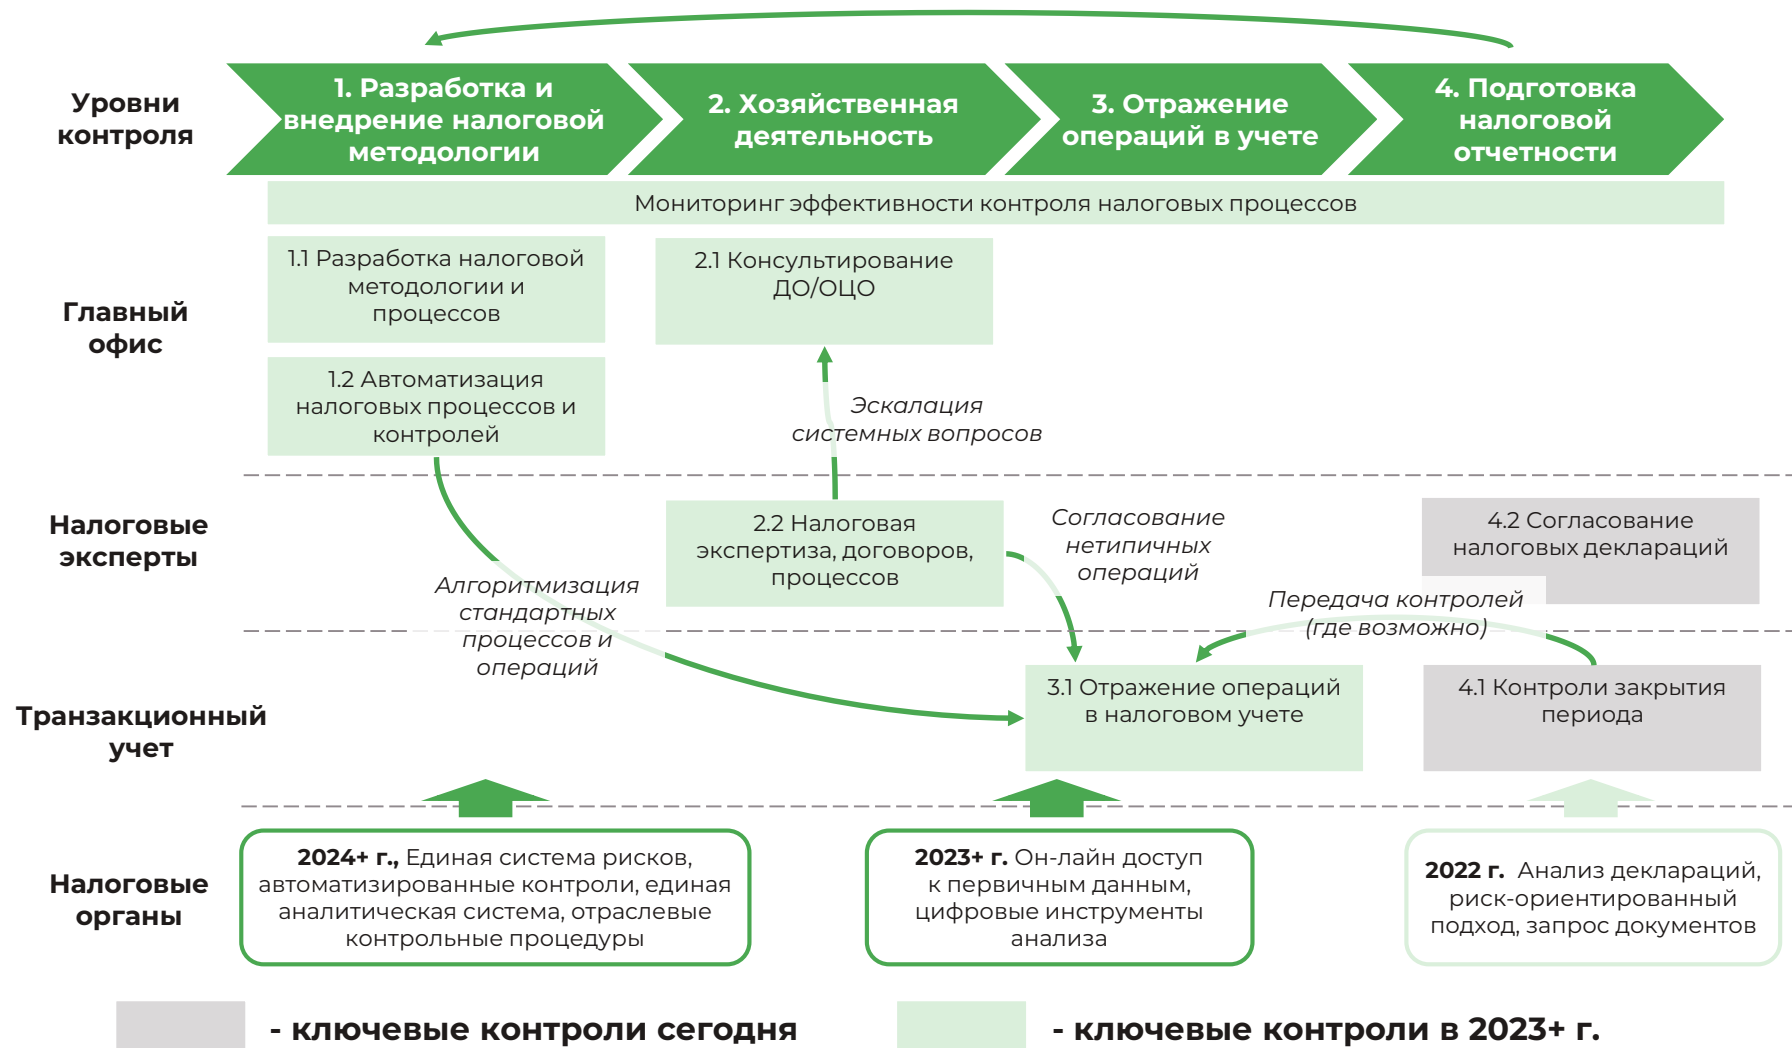 Уровни
контроля
1. Разработка и
внедрение налоговой
методологии
2. Хозяйственная
деятельность
3. Отражение
операций в учете
4. Подготовка
налоговой
отчетности
Мониторинг эффективности контроля налоговых процессов
Главный
офис
1.1 Разработка налоговой
методологии и
процессов
2.1 Консультирование
ДО/ОЦО
1.2 Автоматизация
налоговых процессов и
контролей
Эскалация
системных вопросов
Налоговые
эксперты
2.2 Налоговая
экспертиза, договоров,
процессов
Согласование
нетипичных
операций
4.2 Согласование
налоговых деклараций
Алгоритмизация
стандартных
процессов и
операций
Передача контролей
(где возможно)
Транзакционный
учет
3.1 Отражение операций
в налоговом учете
4.1 Контроли закрытия
периода
Налоговые
органы
2024+ г., Единая система рисков,
автоматизированные контроли, единая
аналитическая система, отраслевые
контрольные процедуры
2023+ г. Он-лайн доступ
к первичным данным,
цифровые инструменты
анализа
2022 г. Анализ деклараций,
риск-ориентированный
подход, запрос документов
- ключевые контроли сегодня
- ключевые контроли в 2023+ г.